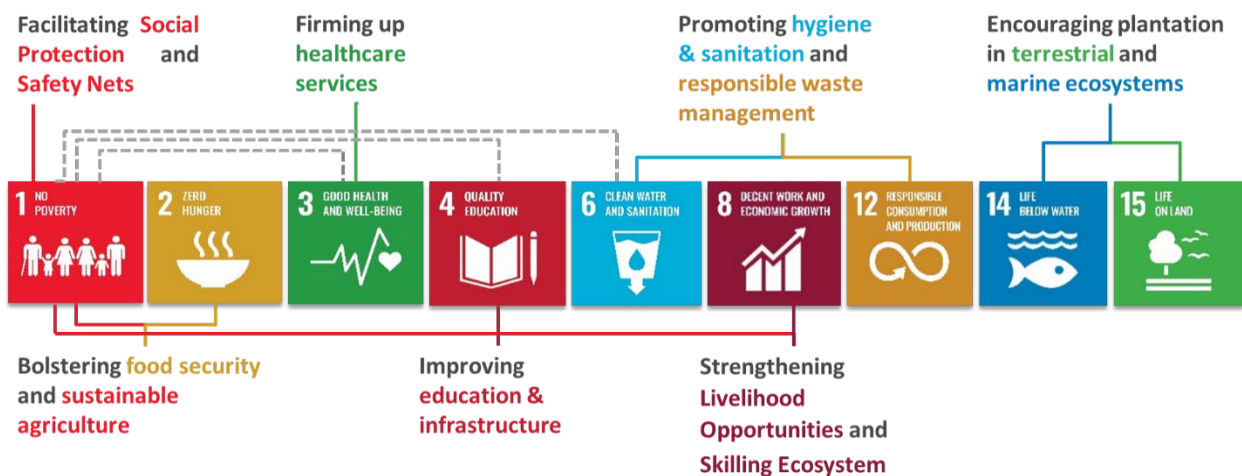 Facilitating Social
Protection and
Safety Nets
Firming up
healthcare
services
Promoting hygiene
& sanitation and
responsible waste
management
Encouraging plantation
in terrestrial and
marine ecosystems
1 NO
POVERTY
2 ZERO
HUNGER
3 GOOD HEALTH
AND WELL-BEING
4 QUALITY
EDUCATION
6 CLEAN WATER
AND SANITATION
8 DECENT WORK AND
ECONOMIC GROWTH
12 RESPONSIBLE
CONSUMPTION
AND PRODUCTION
14 LIFE
BELOW WATER
15 LIFE
ON LAND
Bolstering food security
and sustainable
agriculture
Improving
education &
infrastructure
Strengthening
Livelihood
Opportunities and
Skilling Ecosystem